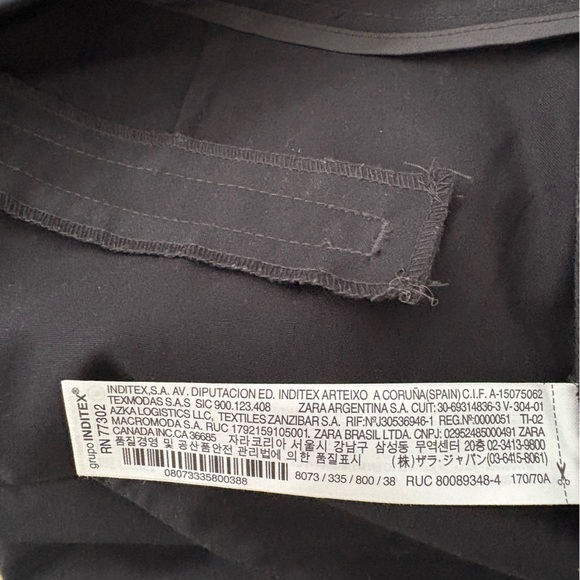 grupo INDITEX®
RN 77302
INDITEX,S.A. AV. DIPUTACION ED. INDITEX ARTEIXO A CORUÑA(SPAIN) C.I.F. A-15075062
TEXMODAS S.A.S SIC 900.123.408 ZARA ARGENTINA S.A. CUIT: 30-69314836-3 V-304-01
AZKA LOGISTICS LLC, TEXTILES ZANZIBAR S.A. RIF:Nº:J30536946-1 REG.Nº:0000051 TI-02
MACROMODA S.A. RUC 1792159105001. ZARA BRASIL LTDA. CNPJ: 02952485000491 ZARA
CANADA INC.CA 36685 자라코리아 서울시 강남구 삼성동 무역센터 20층 02-3413-9800
품질경영 및 공산품안전 관리법에 의한 품질표시 (株)ザラ・ジャパン(03-6415-8061)
08073335800388 8073 / 335 / 800 / 38 RUC 80089348-4 170/70A